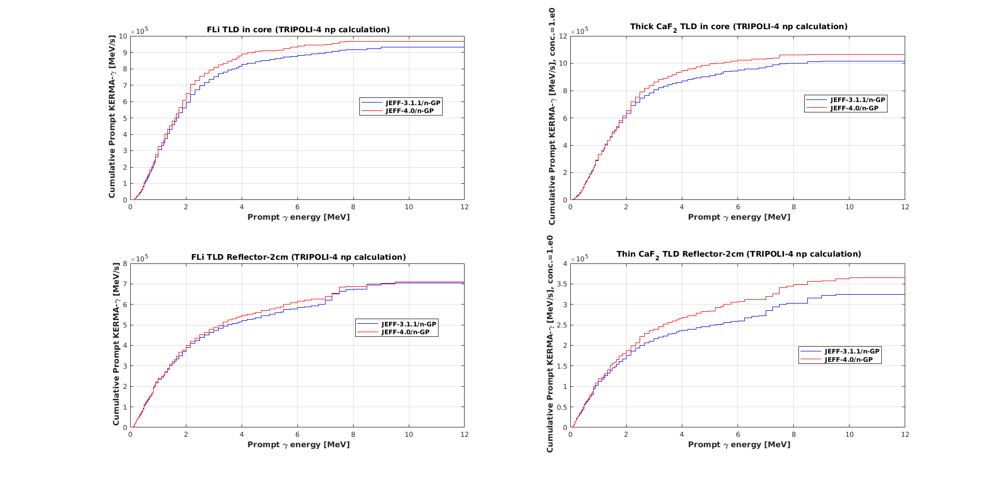 FLi TLD in core (TRIPOLI-4 np calculation)
×10^5
10
9
8
7
6
5
4
3
2
1
0
Cumulative Prompt KERMA-γ [MeV/s]
JEFF-3.1.1/n-GP
JEFF-4.0/n-GP
0 2 4 6 8 10 12
Prompt γ energy [MeV]
Thick CaF_2 TLD in core (TRIPOLI-4 np calculation)
×10^5
12
10
8
6
4
2
0
Cumulative Prompt KERMA-γ [MeV/s], conc.=1.e0
JEFF-3.1.1/n-GP
JEFF-4.0/n-GP
0 2 4 6 8 10 12
Prompt γ energy [MeV]
FLi TLD Reflector-2cm (TRIPOLI-4 np calculation)
×10^5
8
7
6
5
4
3
2
1
0
Cumulative Prompt KERMA-γ [MeV/s]
JEFF-3.1.1/n-GP
JEFF-4.0/n-GP
0 2 4 6 8 10 12
Prompt γ energy [MeV]
Thin CaF_2 TLD Reflector-2cm (TRIPOLI-4 np calculation)
×10^5
4
3.5
3
2.5
2
1.5
1
0.5
0
Cumulative Prompt KERMA-γ [MeV/s], conc.=1.e0
JEFF-3.1.1/n-GP
JEFF-4.0/n-GP
0 2 4 6 8 10 12
Prompt γ energy [MeV]